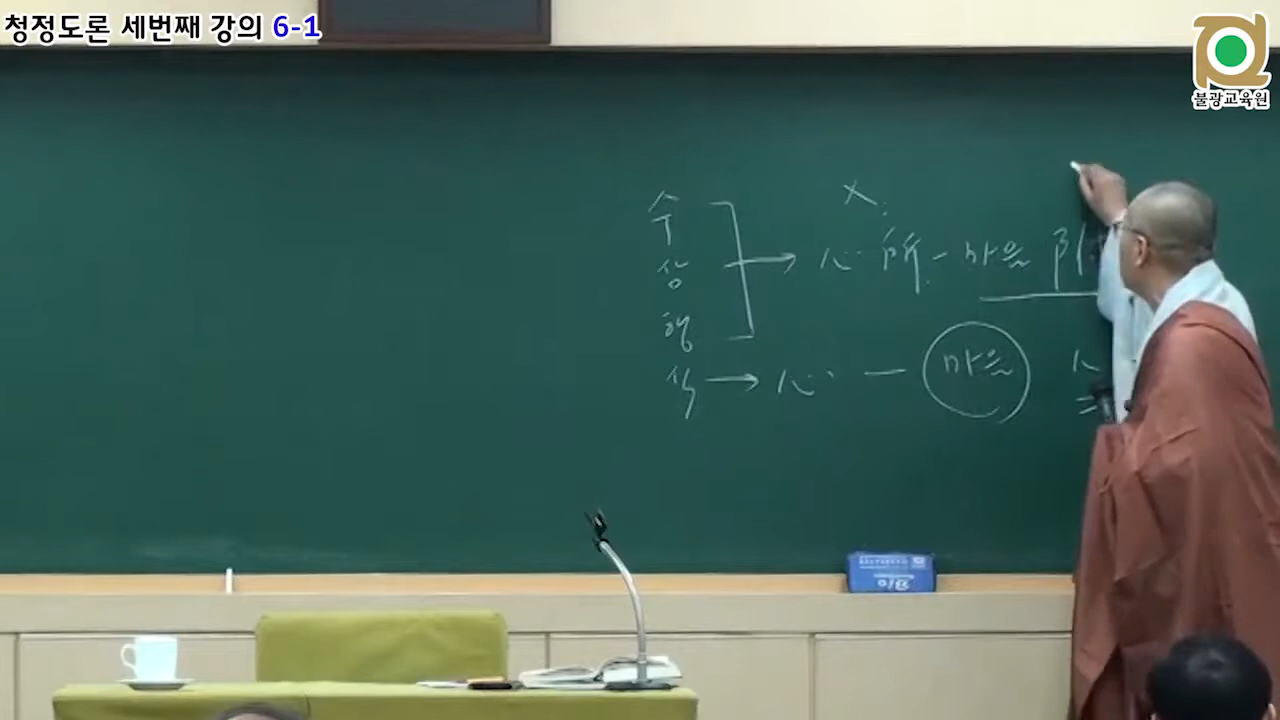 청정도론 세번째 강의 6-1
불광교육원
수
상 → 心所 - 마음
행
식 → 心 - 마음